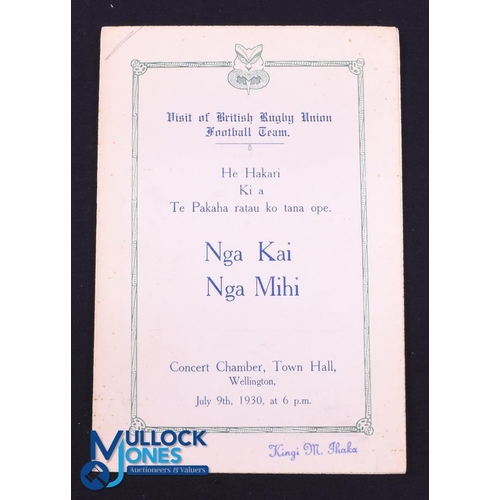 Visit of British Rugby Union
Football Team.
He Hakari
Ki a
Te Pakaha ratau ko tana ope.
Nga Kai
Nga Mihi
Concert Chamber, Town Hall,
Wellington,
July 9th, 1930, at 6 p.m.
Kingi M. Ihaka
MULLOCK
JONES
Auctioneers & Valuers